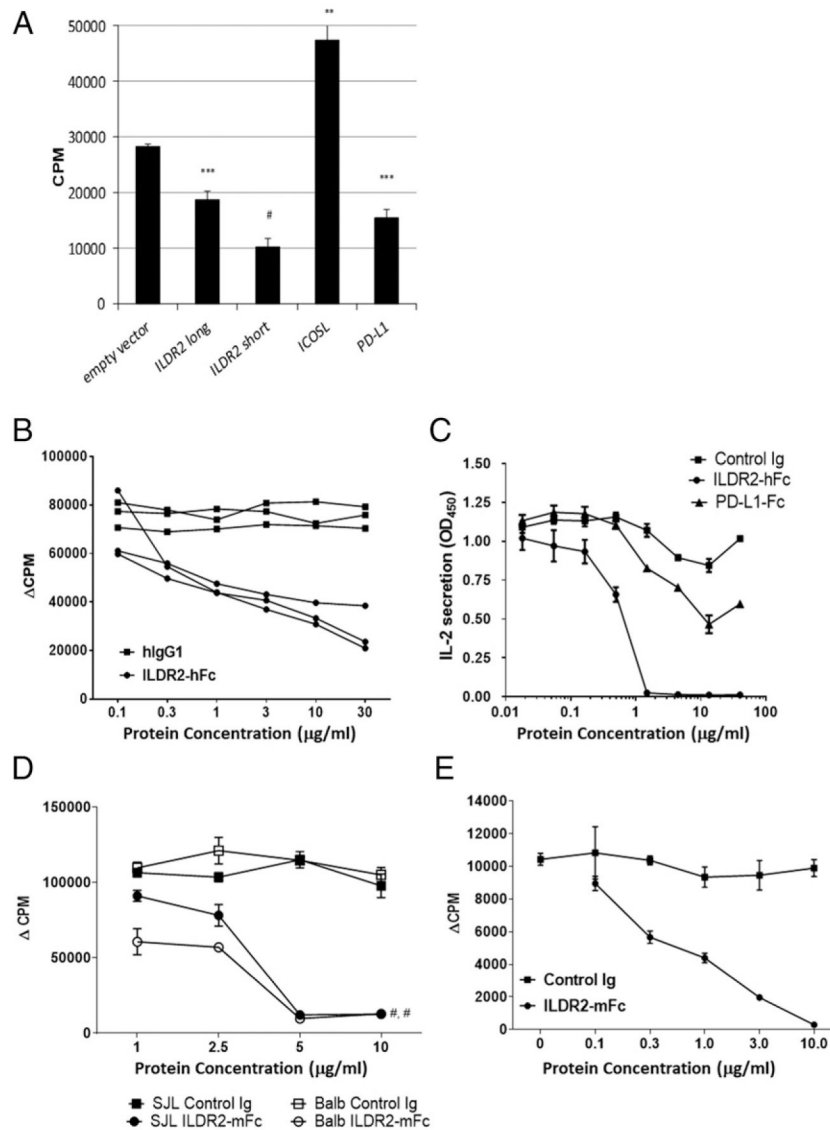 A
50000
40000
30000
20000
10000
0
CPM
***
#
**
***
empty vector
ILDR2 long
ILDR2 short
ICOSL
PD-L1
B
100000
80000
60000
40000
20000
0
ΔCPM
hIgG1
ILDR2-hFc
0.1 0.3 1 3 10 30
Protein Concentration (μg/ml)
C
Control Ig
ILDR2-hFc
PD-L1-Fc
1.50
1.25
1.00
0.75
0.50
0.25
0.00
IL-2 secretion (OD450)
0.01 0.1 1 10 100
Protein Concentration (μg/ml)
D
150000
100000
50000
0
Δ CPM
#, #
1 2.5 5 10
Protein Concentration (μg/ml)
SJL Control Ig Balb Control Ig
SJL ILDR2-mFc Balb ILDR2-mFc
E
14000
12000
10000
8000
6000
4000
2000
0
ΔCPM
Control Ig
ILDR2-mFc
0 0.1 0.3 1.0 3.0 10.0
Protein Concentration (μg/ml)